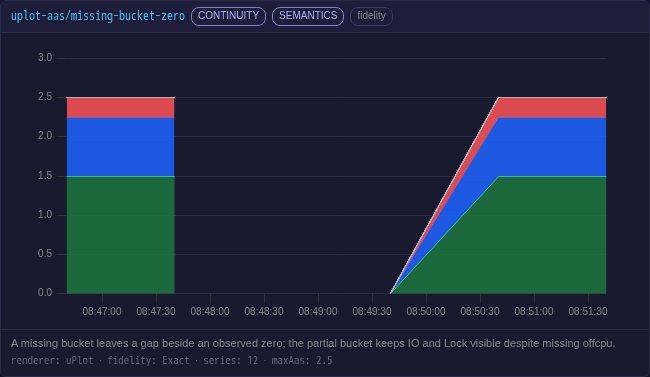 uplot-aas/missing-bucket-zero CONTINUITY SEMANTICS fidelity
3.0
2.5
2.0
1.5
1.0
0.5
0.0
08:47:00 08:47:30 08:48:00 08:48:30 08:49:00 08:49:30 08:50:00 08:50:30 08:51:00 08:51:30
A missing bucket leaves a gap beside an observed zero; the partial bucket keeps IO and Lock visible despite missing offcpu.
renderer: uPlot · fidelity: Exact · series: 12 · maxAas: 2.5